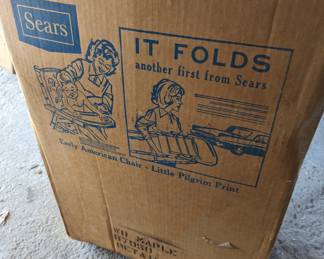 Sears
IT FOLDS
another first from Sears
Early American Chair - Little Pilgrim Print
MAPLE